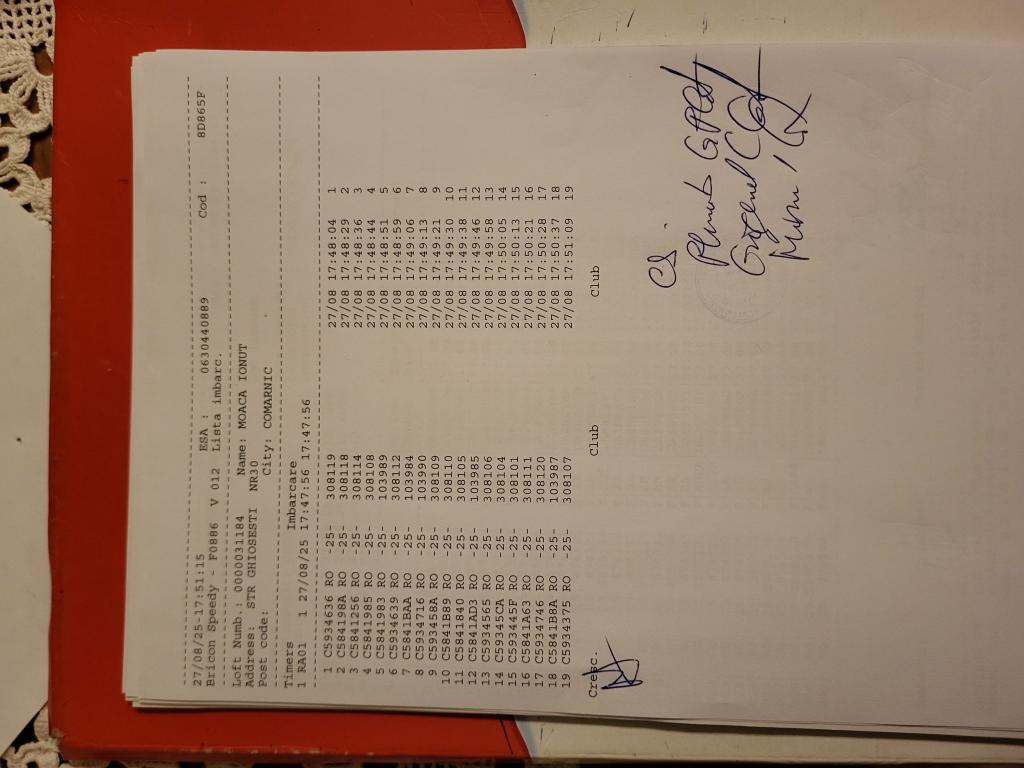 27/08/25-17:51:15 ESA : 0630440889 Cod : 8D865F
Bricon Speedy - F0886 V 012 Lista imbarc.
Loft Numb.: 0000031184 Name: MOACA IONUT
Address: STR GHIOSESTI NR30
Post code: City: COMARNIC
Timers Imbarcare
1 RA01 1 27/08/25 17:47:56 17:47:56
1 C5934636 RO -25- 308119 27/08 17:48:04 1
2 C584198A RO -25- 308118 27/08 17:48:29 2
3 C5841256 RO -25- 308114 27/08 17:48:36 3
4 C5841985 RO -25- 308108 27/08 17:48:44 4
5 C5841983 RO -25- 103989 27/08 17:48:51 5
6 C5934639 RO -25- 308112 27/08 17:48:59 6
7 C5841BAA RO -25- 103984 27/08 17:49:06 7
8 C5934716 RO -25- 103990 27/08 17:49:13 8
9 C593458A RO -25- 308109 27/08 17:49:21 9
10 C5841B89 RO -25- 308110 27/08 17:49:30 10
11 C5841840 RO -25- 308105 27/08 17:49:38 11
12 C5841AD3 RO -25- 103985 27/08 17:49:46 12
13 C5934565 RO -25- 308106 27/08 17:49:58 13
14 C59345CA RO -25- 308104 27/08 17:50:05 14
15 C593445F RO -25- 308101 27/08 17:50:13 15
16 C5841A63 RO -25- 308111 27/08 17:50:21 16
17 C5934746 RO -25- 308120 27/08 17:50:28 17
18 C5841B8A RO -25- 103987 27/08 17:50:37 18
19 C5934375 RO -25- 308107 27/08 17:51:09 19
Cresc. Club Club